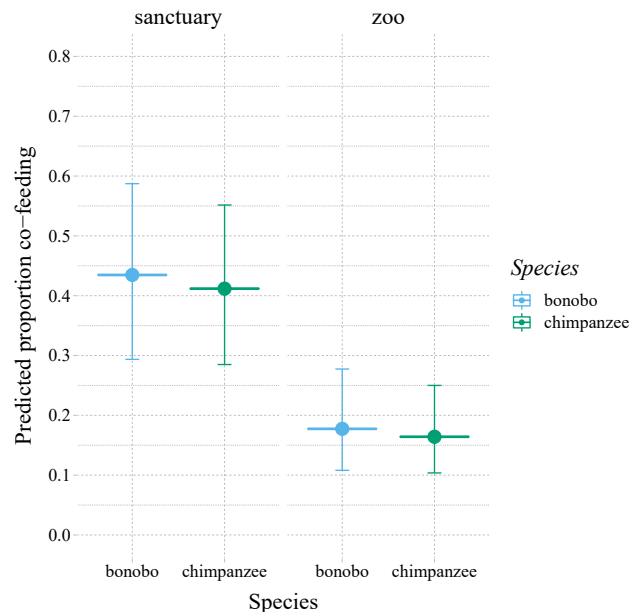 sanctuary
zoo
Predicted proportion co−feeding
0.8
0.7
0.6
0.5
0.4
0.3
0.2
0.1
0.0
bonobo
chimpanzee
bonobo
chimpanzee
Species
Species
bonobo
chimpanzee